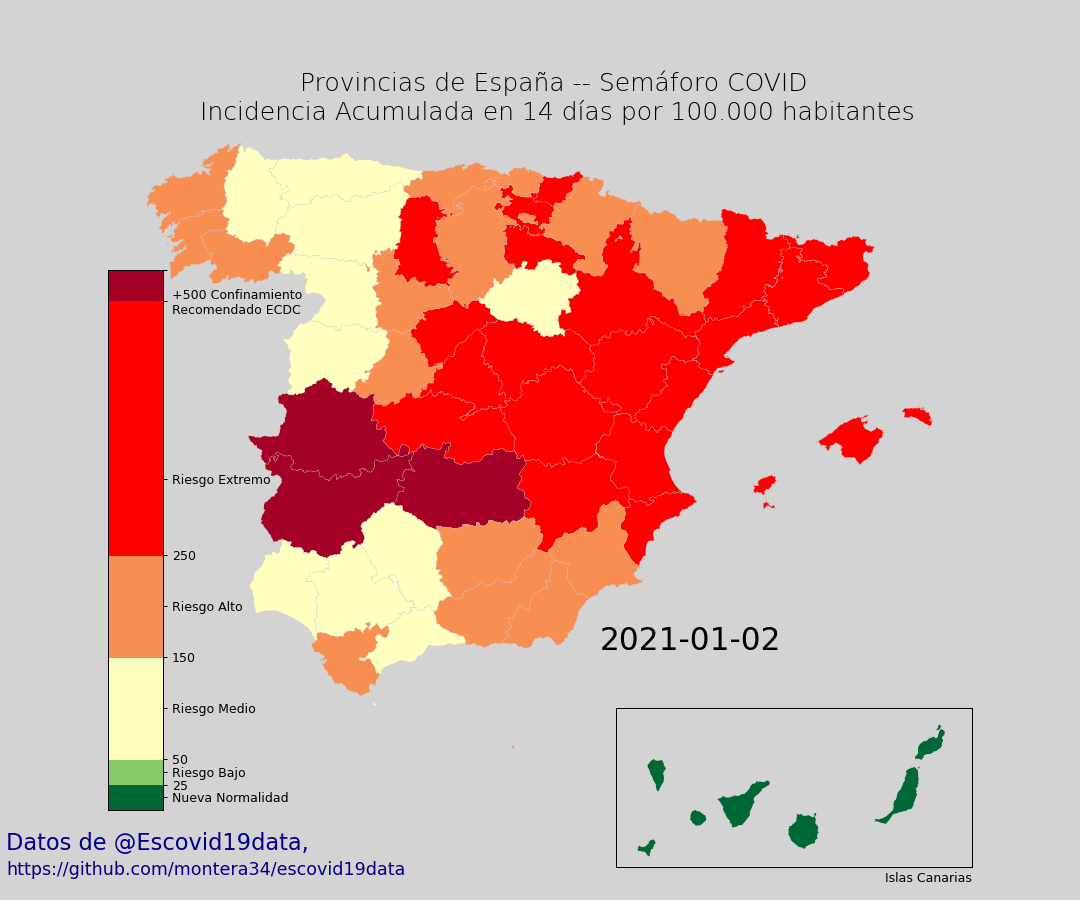 Provincias de España -- Semáforo COVID
Incidencia Acumulada en 14 días por 100.000 habitantes
+500 Confinamiento
Recomendado ECDC
Riesgo Extremo
250
Riesgo Alto
150
Riesgo Medio
50
Riesgo Bajo
25
Nueva Normalidad
2021-01-02
Islas Canarias
Datos de @Escovid19data,
https://github.com/montera34/escovid19data